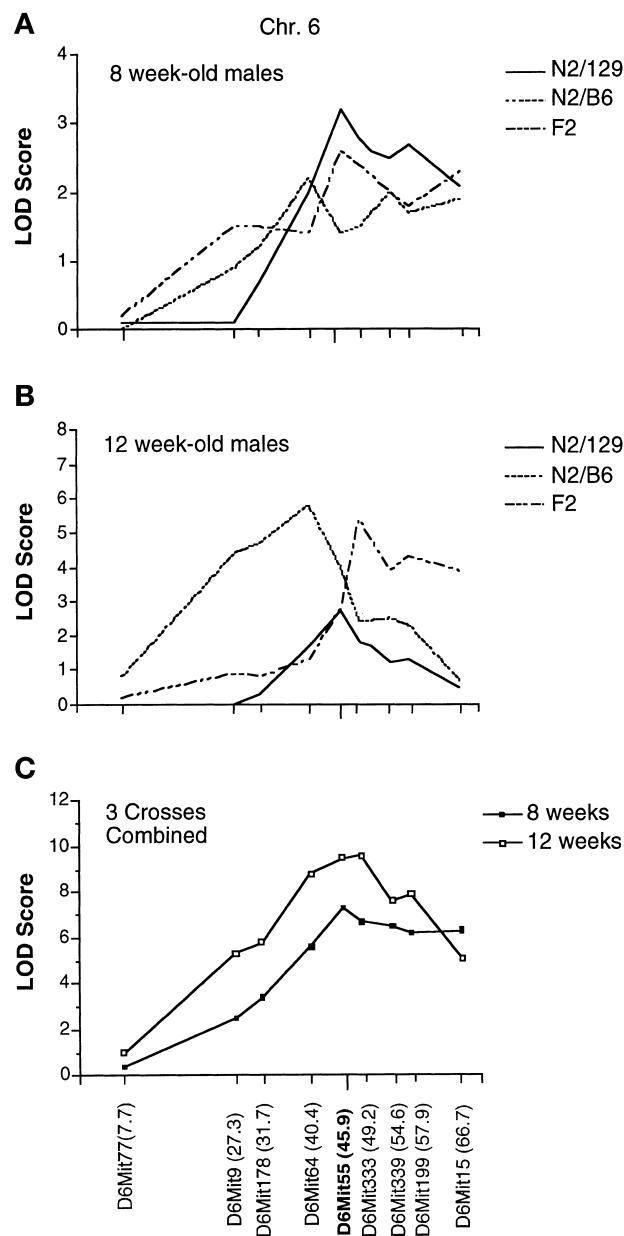 A
Chr. 6
8 week-old males
N2/129
N2/B6
F2
LOD Score
4
3
2
1
0
B
12 week-old males
N2/129
N2/B6
F2
LOD Score
8
7
6
5
4
3
2
1
0
C
3 Crosses
Combined
8 weeks
12 weeks
LOD Score
12
10
8
6
4
2
0
D6Mit77(7.7)
D6Mit9 (27.3)
D6Mit178 (31.7)
D6Mit64 (40.4)
D6Mit55 (45.9)
D6Mit333 (49.2)
D6Mit339 (54.6)
D6Mit199 (57.9)
D6Mit15 (66.7)